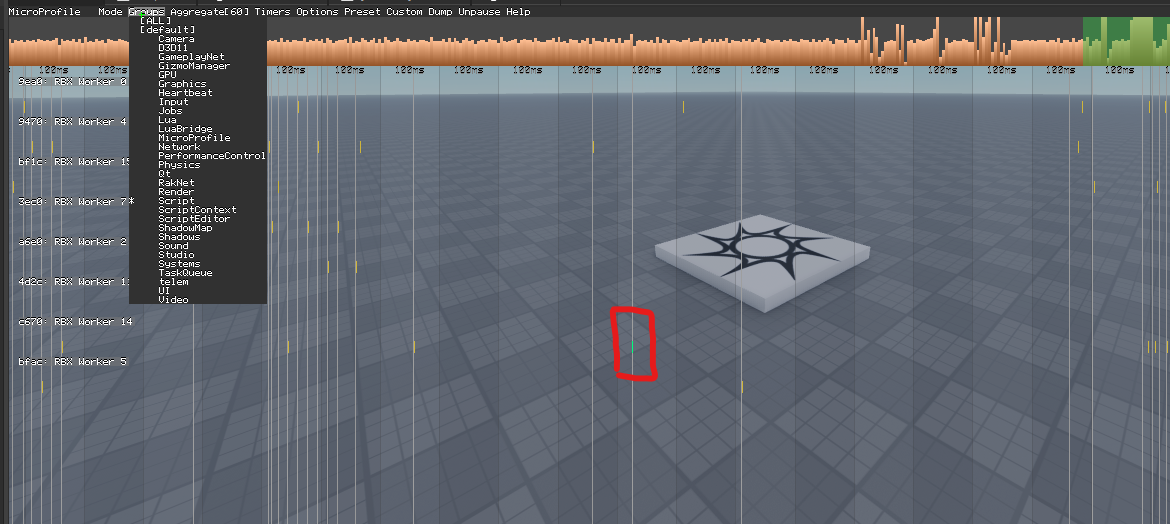 MicroProfile Mode Groups Aggregate[60] Timers Options Preset Custom Dump Unpause Help
[ALL]
[default]
Camera
D3D11
GameplayNet
GizmoManager
GPU
Graphics
Heartbeat
Input
Jobs
Lua
LuaBridge
MicroProfile
Network
PerformanceControl
Physics
Qt
RakNet
Render
* Script
ScriptContext
ScriptEditor
ShadowMap
Shadows
Sound
Studio
Systems
TaskQueue
telem
UI
Video
100ms 100ms 100ms 100ms 100ms 100ms 100ms 100ms 100ms 100ms 100ms 100ms 100ms 100ms 100ms 100ms 100ms
9ea0: RBX Worker 0
9470: RBX Worker 4
bf1c: RBX Worker 15
3ec0: RBX Worker 7
a6e0: RBX Worker 2
4d2c: RBX Worker 1
c670: RBX Worker 14
bfac: RBX Worker 5